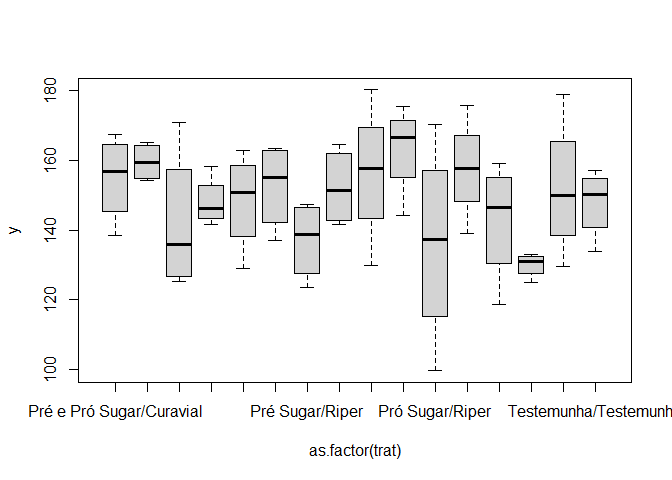 180
160
140
120
100
y
Pré e Pró Sugar/Curavial
Pré Sugar/Riper
Pró Sugar/Riper
Testemunha/Testemunh
as.factor(trat)